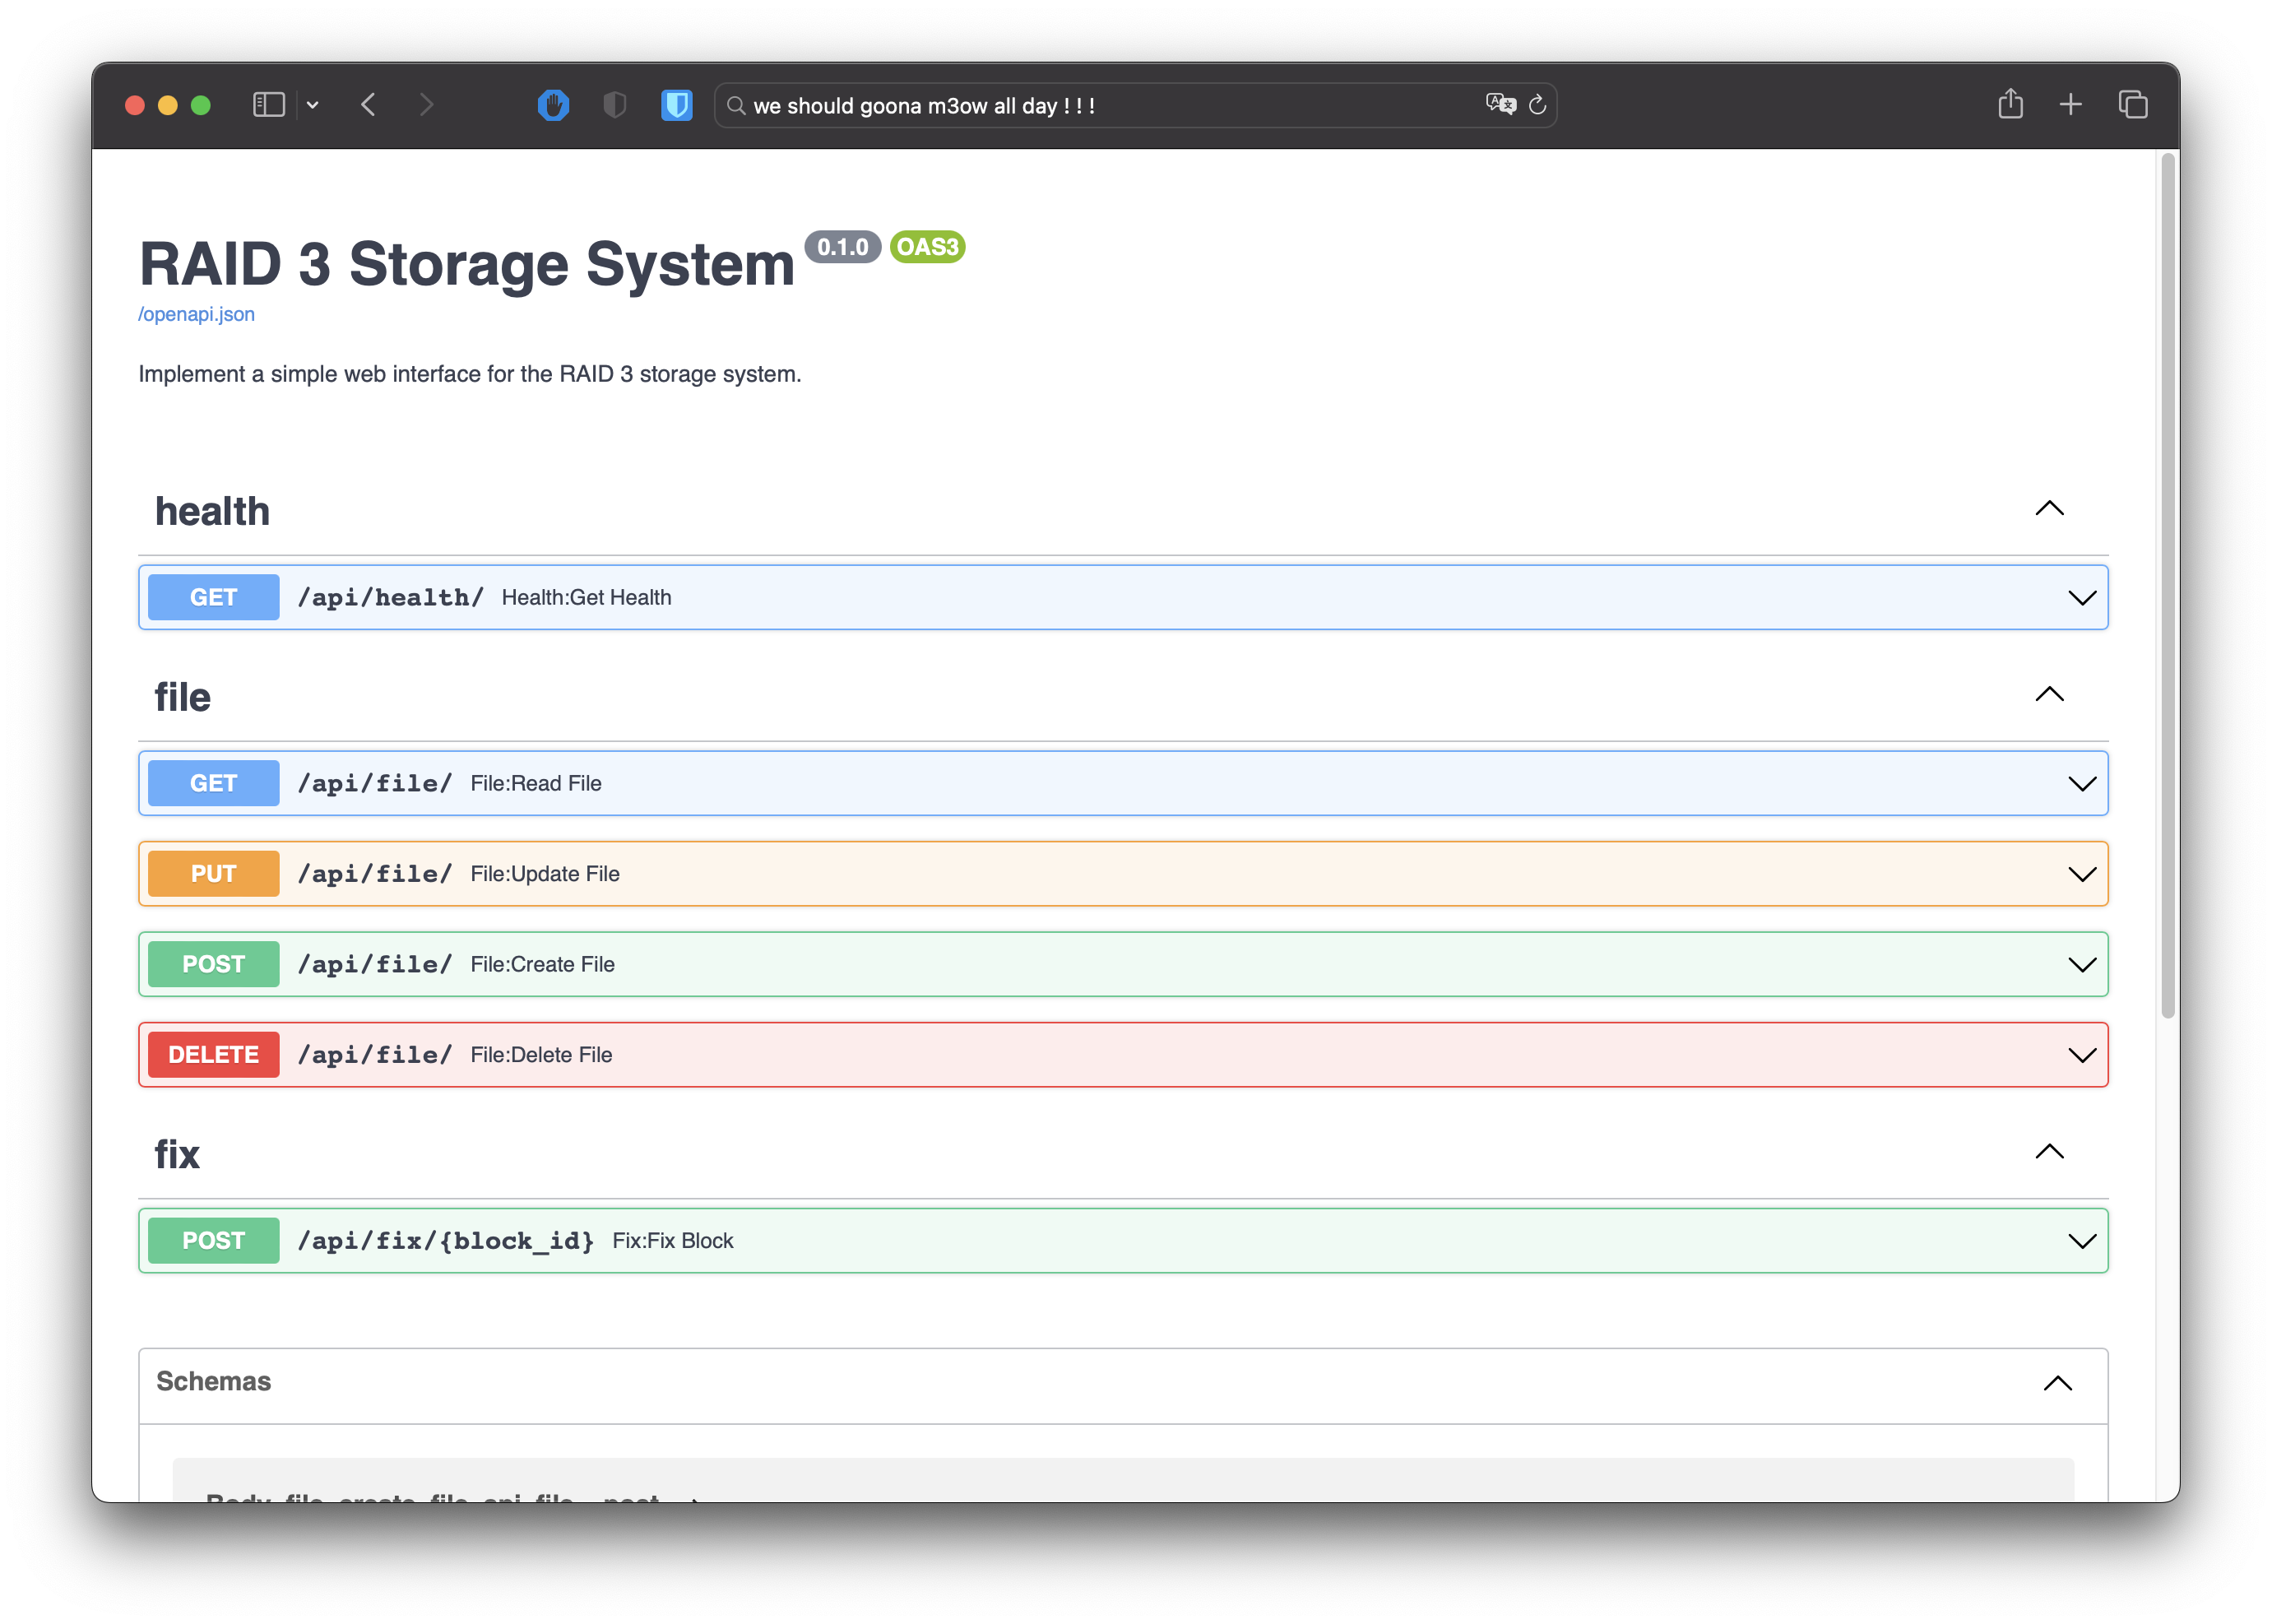 we should goona m3ow all day ! ! !
RAID 3 Storage System 0.1.0 OAS3
/openapi.json
Implement a simple web interface for the RAID 3 storage system.
health
GET /api/health/ Health:Get Health
file
GET /api/file/ File:Read File
PUT /api/file/ File:Update File
POST /api/file/ File:Create File
DELETE /api/file/ File:Delete File
fix
POST /api/fix/{block_id} Fix:Fix Block
Schemas